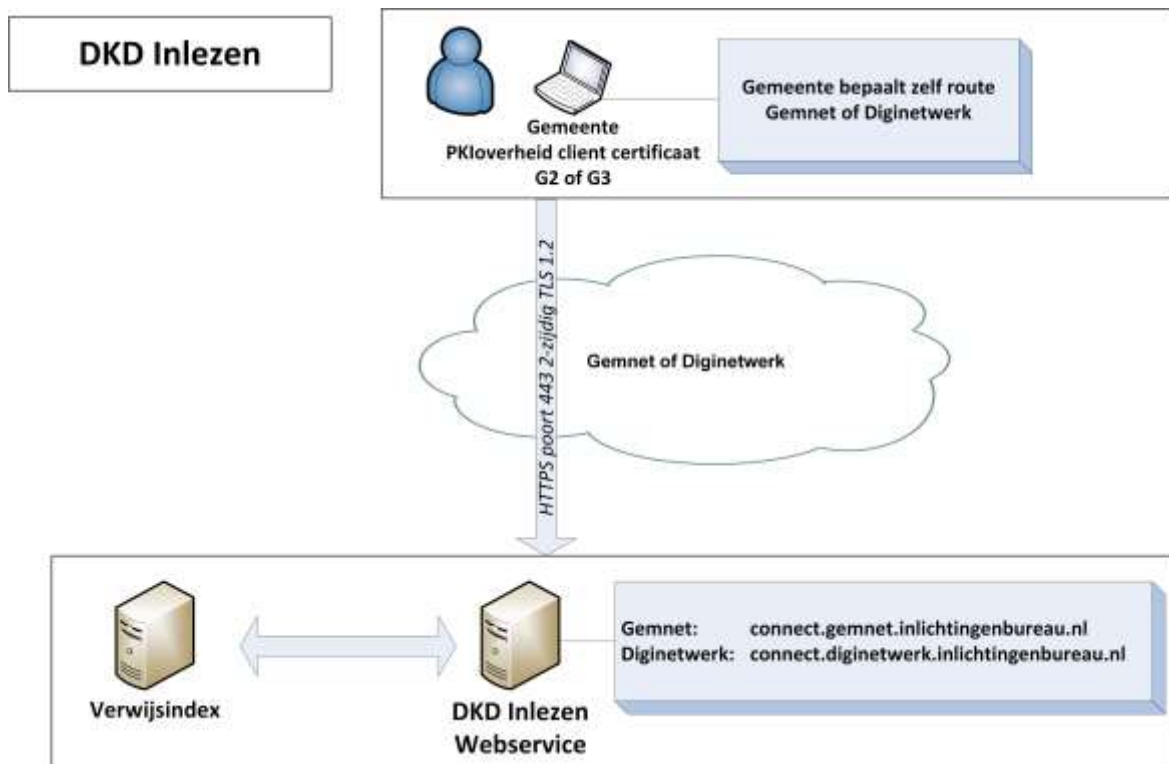 DKD Inlezen
Gemeente
PKIoverheid client certificaat
G2 of G3
Gemeente bepaalt zelf route
Gemnet of Diginetwerk
HTTPS poort 443 2-zijdig TLS 1.2
Gemnet of Diginetwerk
Verwijsindex
DKD Inlezen
Webservice
Gemnet: connect.gemnet.inlichtingenbureau.nl
Diginetwerk: connect.diginetwerk.inlichtingenbureau.nl